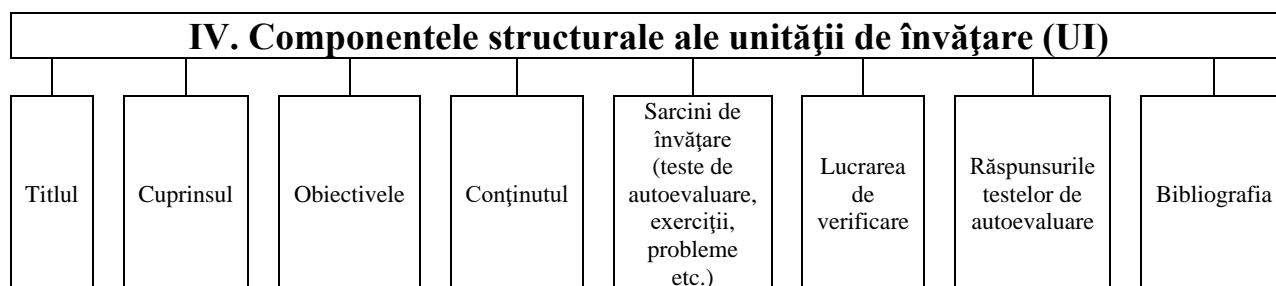 IV. Componentele structurale ale unităţii de învăţare (UI)
Titlul
Cuprinsul
Obiectivele
Conţinutul
Sarcini de
învăţare
(teste de
autoevaluare,
exerciţii,
probleme
etc.)
Lucrarea
de
verificare
Răspunsurile
testelor de
autoevaluare
Bibliografia